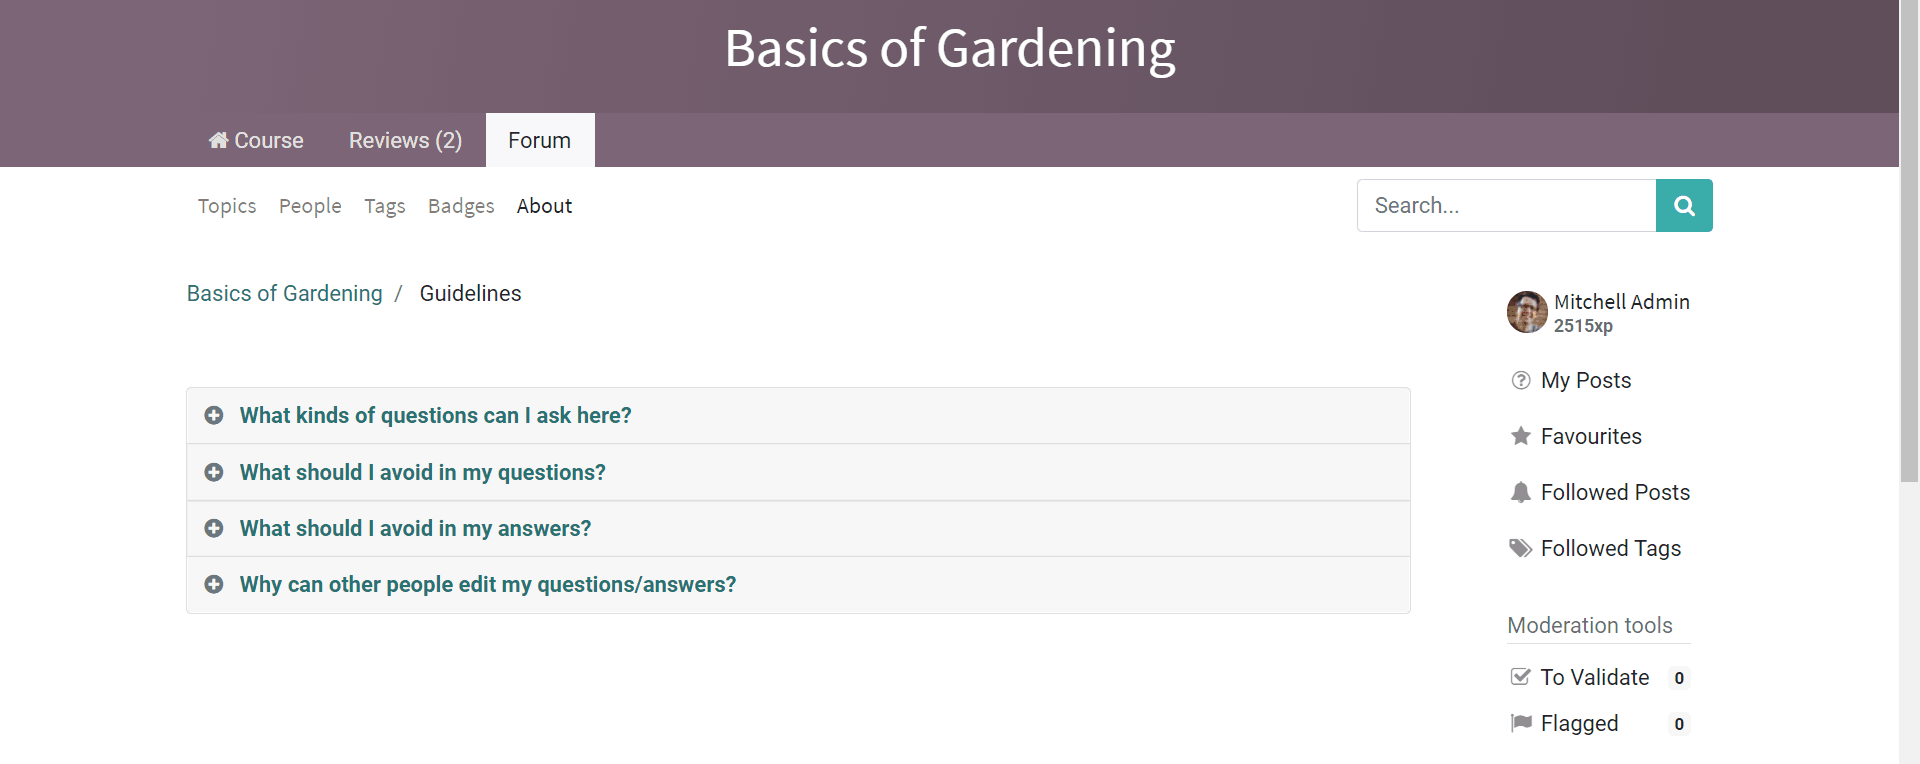 Basics of Gardening
Course
Reviews (2)
Forum
Topics
People
Tags
Badges
About
Search...
Basics of Gardening / Guidelines
What kinds of questions can I ask here?
What should I avoid in my questions?
What should I avoid in my answers?
Why can other people edit my questions/answers?
Mitchell Admin
2515xp
My Posts
Favourites
Followed Posts
Followed Tags
Moderation tools
To Validate 0
Flagged 0